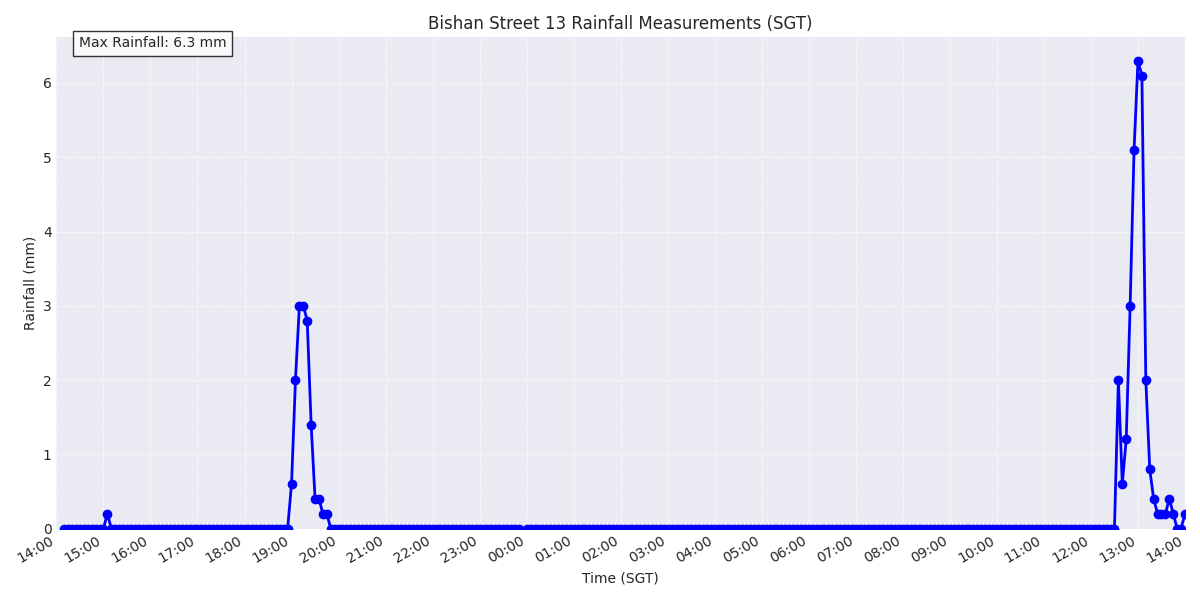 Bishan Street 13 Rainfall Measurements (SGT)
Max Rainfall: 6.3 mm
Rainfall (mm)
6
5
4
3
2
1
0
14:00 15:00 16:00 17:00 18:00 19:00 20:00 21:00 22:00 23:00 00:00 01:00 02:00 03:00 04:00 05:00 06:00 07:00 08:00 09:00 10:00 11:00 12:00 13:00 14:00
Time (SGT)